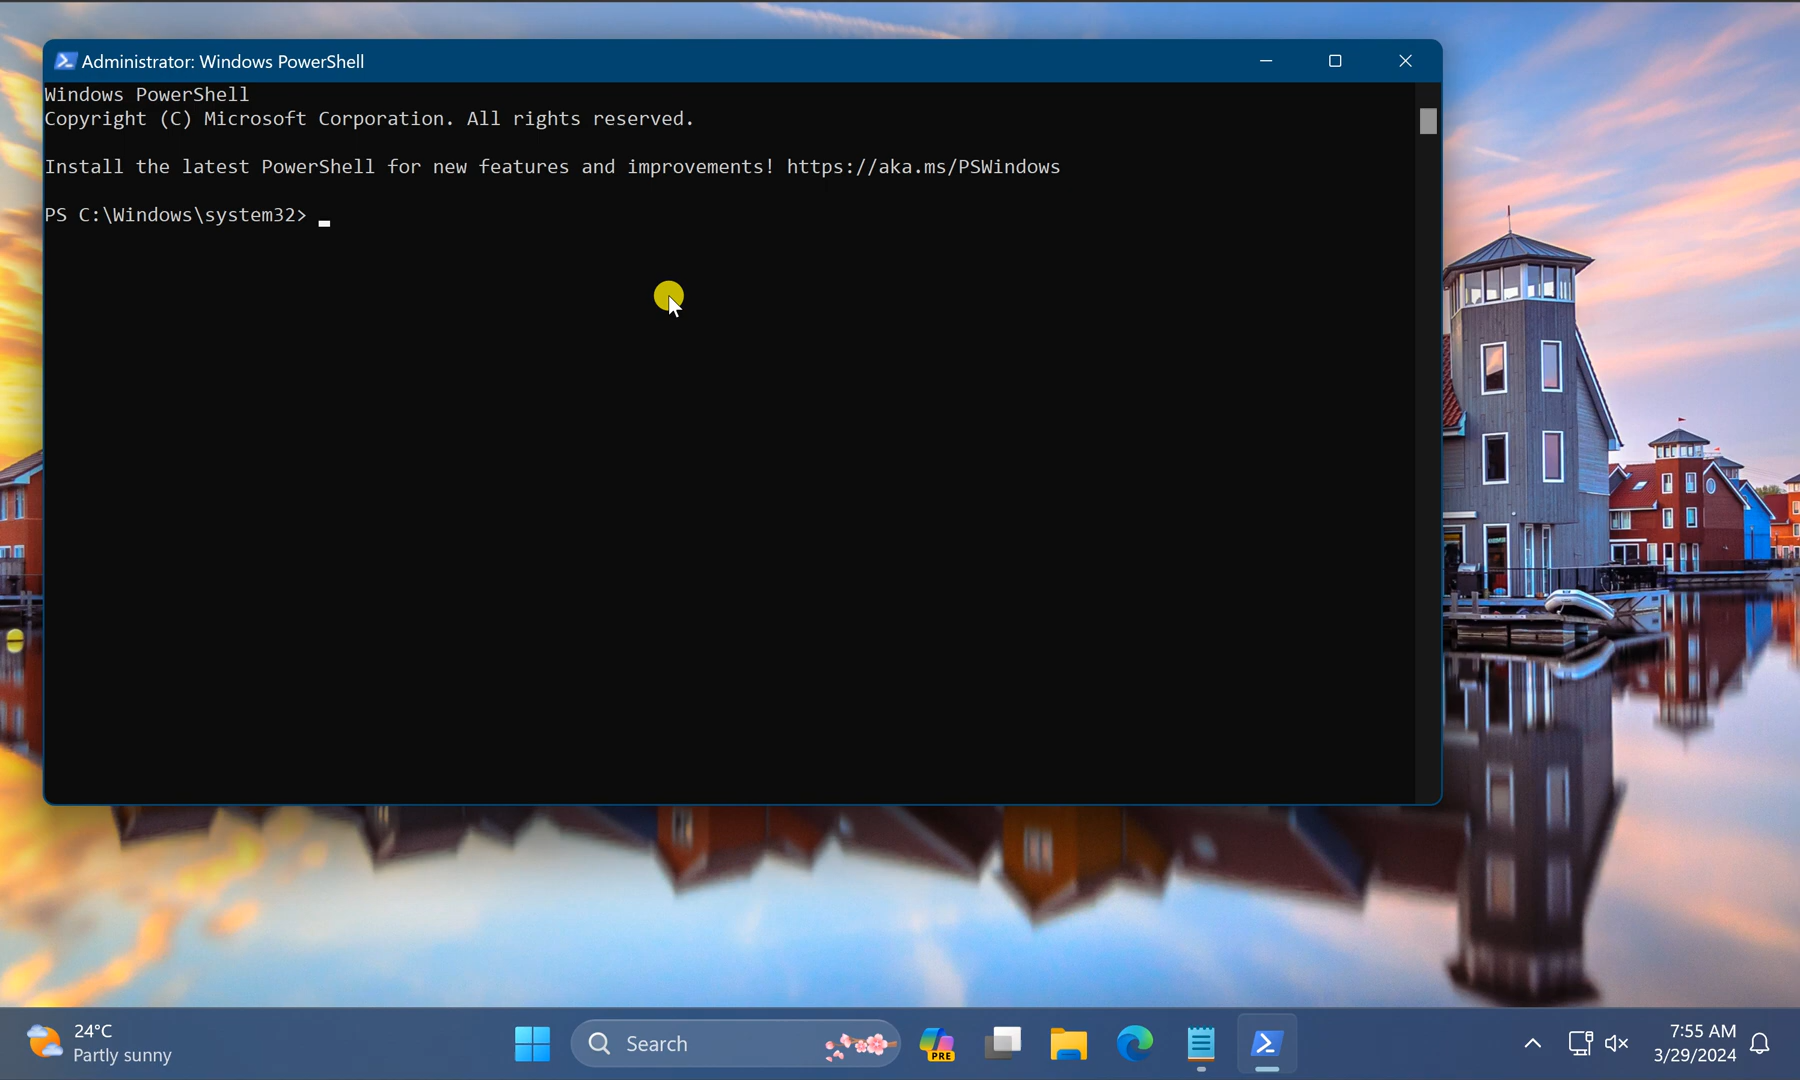 Administrator: Windows PowerShell
Windows PowerShell
Copyright (C) Microsoft Corporation. All rights reserved.
Install the latest PowerShell for new features and improvements! https://aka.ms/PSWindows
PS C:\Windows\system32>
24°C
Partly sunny
Search
PRE
7:55 AM
3/29/2024